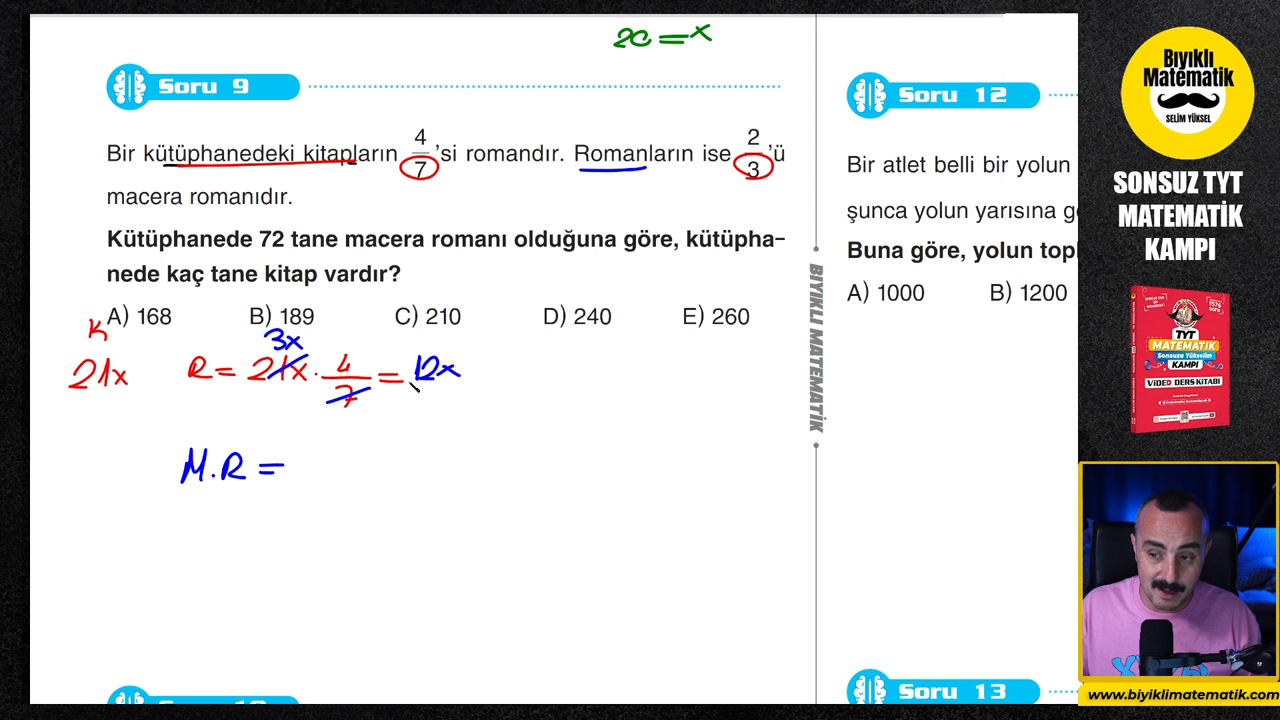 2C = x
Soru 9
Bir kütüphanedeki kitapların 4/7 'si romandır. Romanların ise 2/3 'ü
macera romanıdır.
Kütüphanede 72 tane macera romanı olduğuna göre, kütüpha-
nede kaç tane kitap vardır?
A) 168 B) 189 C) 210 D) 240 E) 260
K
3x
21x R = 21x · 4/7 = 12x
M.R =
BIYIKLI MATEMATİK
Soru 12
Bir atlet belli bir yolun
şunca yolun yarısına g
Buna göre, yolun topl
A) 1000 B) 1200
Soru 13
Bıyıklı
Matematik
SELİM YÜKSEL
SONSUZ TYT
MATEMATİK
KAMPI
TYT
MATEMATİK
Sonsuza Yükselim
KAMPI
VİDEO DERS KİTABI
www.biyiklimatematik.com